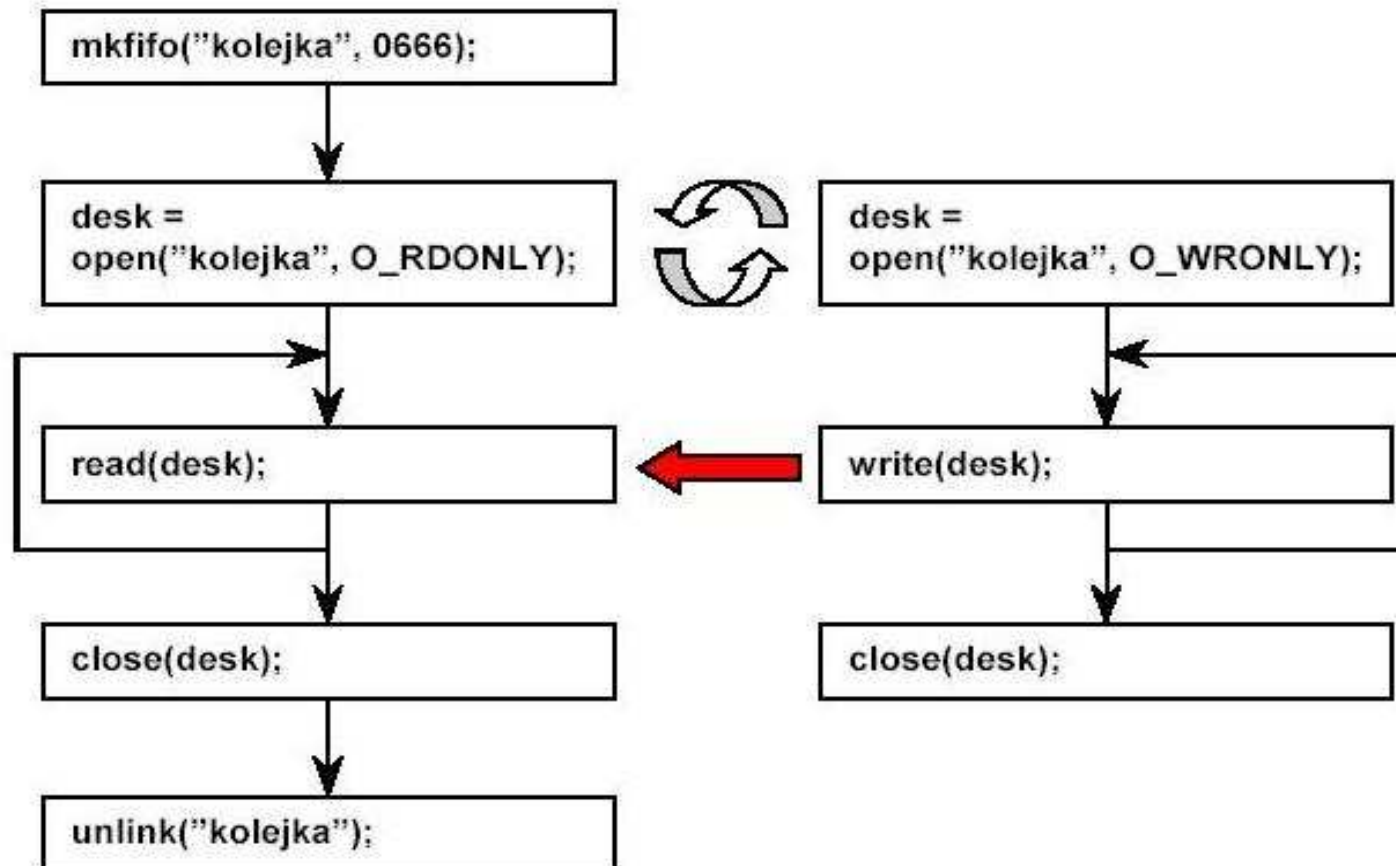 mkfifo(”kolejka”, 0666);
desk =
open(”kolejka”, O_RDONLY);
desk =
open(”kolejka”, O_WRONLY);
read(desk);
write(desk);
close(desk);
close(desk);
unlink(”kolejka”);